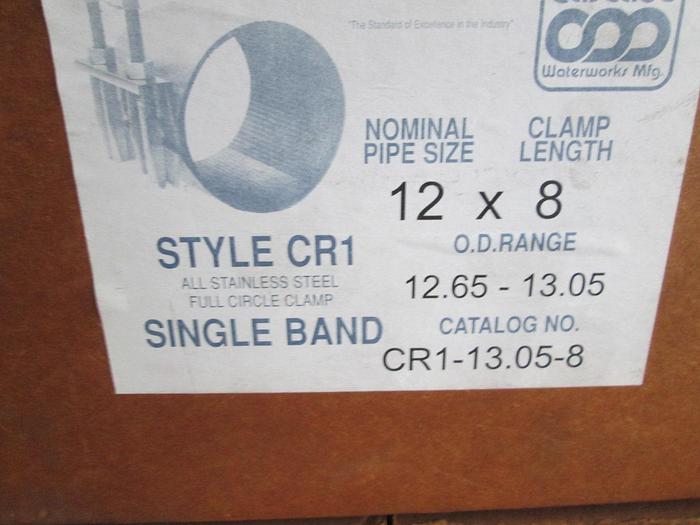 "The Standard of Excellence in the Industry"
Waterworks Mfg.
NOMINAL PIPE SIZE
CLAMP LENGTH
12 x 8
STYLE CR1
ALL STAINLESS STEEL
FULL CIRCLE CLAMP
SINGLE BAND
O.D.RANGE
12.65 - 13.05
CATALOG NO.
CR1-13.05-8